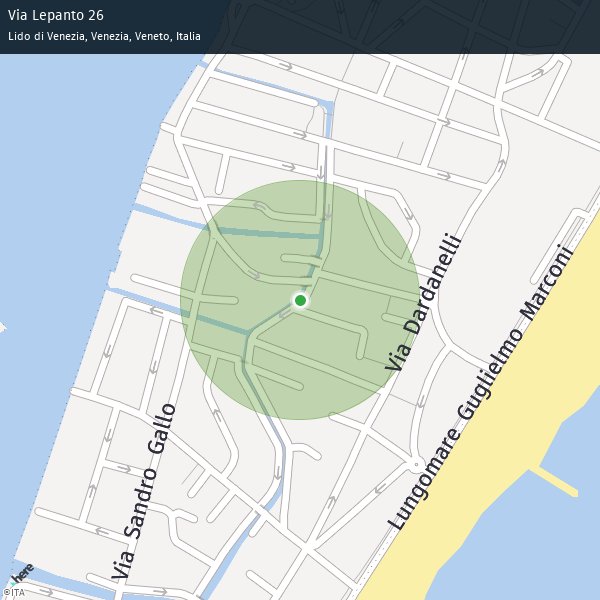 Via Lepanto 26
Lido di Venezia, Venezia, Veneto, Italia
Via Dardanelli
Lungomare Guglielmo Marconi
Via Sandro Gallo
here
©ITA